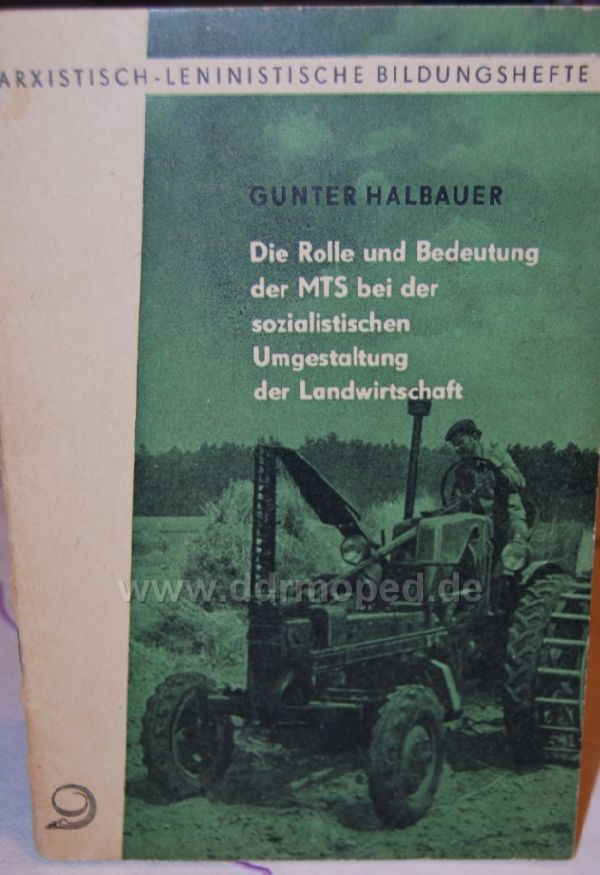 ARXISTISCH-LENINISTISCHE BILDUNGSHEFTE
GUNTER HALBAUER
Die Rolle und Bedeutung
der MTS bei der
sozialistischen
Umgestaltung
der Landwirtschaft
www.ddrmoped.de